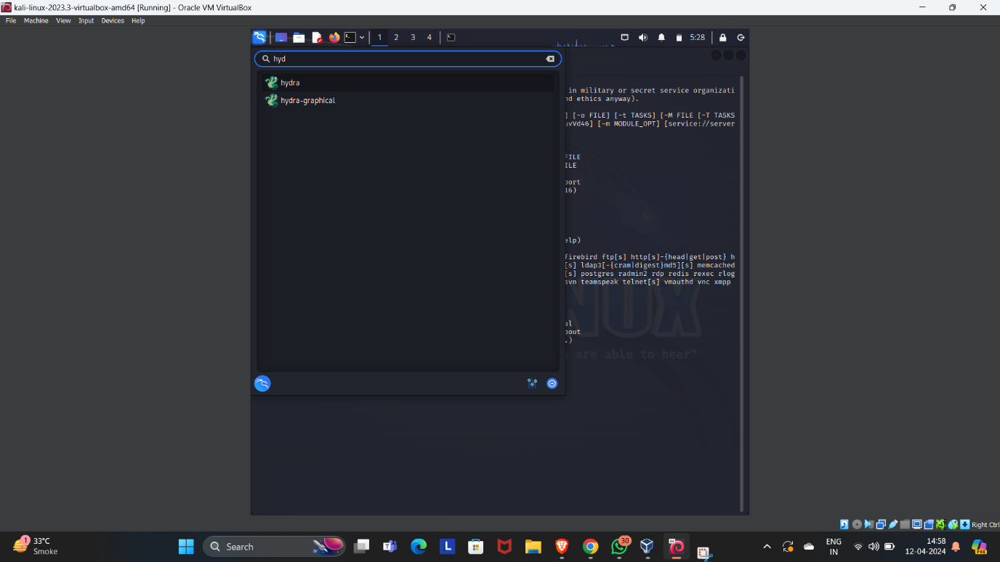 kali-linux-2023.3-virtualbox-amd64 [Running] - Oracle VM VirtualBox
File Machine View Input Devices Help
1 2 3 4 5:28
hyd
hydra
hydra-graphical
in military or secret service organizati
nd ethics anyway).
] [-o FILE] [-t TASKS] [-M FILE [-T TASKS
uvVd46] [-m MODULE_OPT] [service://server
FILE
ILE
port
16)
elp)
firebird ftp[s] http[s]-{head|get|post} h
[s] ldap3[-{cram|digest}md5][s] memcached
[s] postgres radmin2 rdp redis rexec rlog
svn teamspeak telnet[s] vmauthd vnc xmpp
NUX
al
bout
.)
are able to hear"
Right Ctrl
1
33°C
Smoke
Search
L
30
ENG
IN
14:58
12-04-2024
PRE